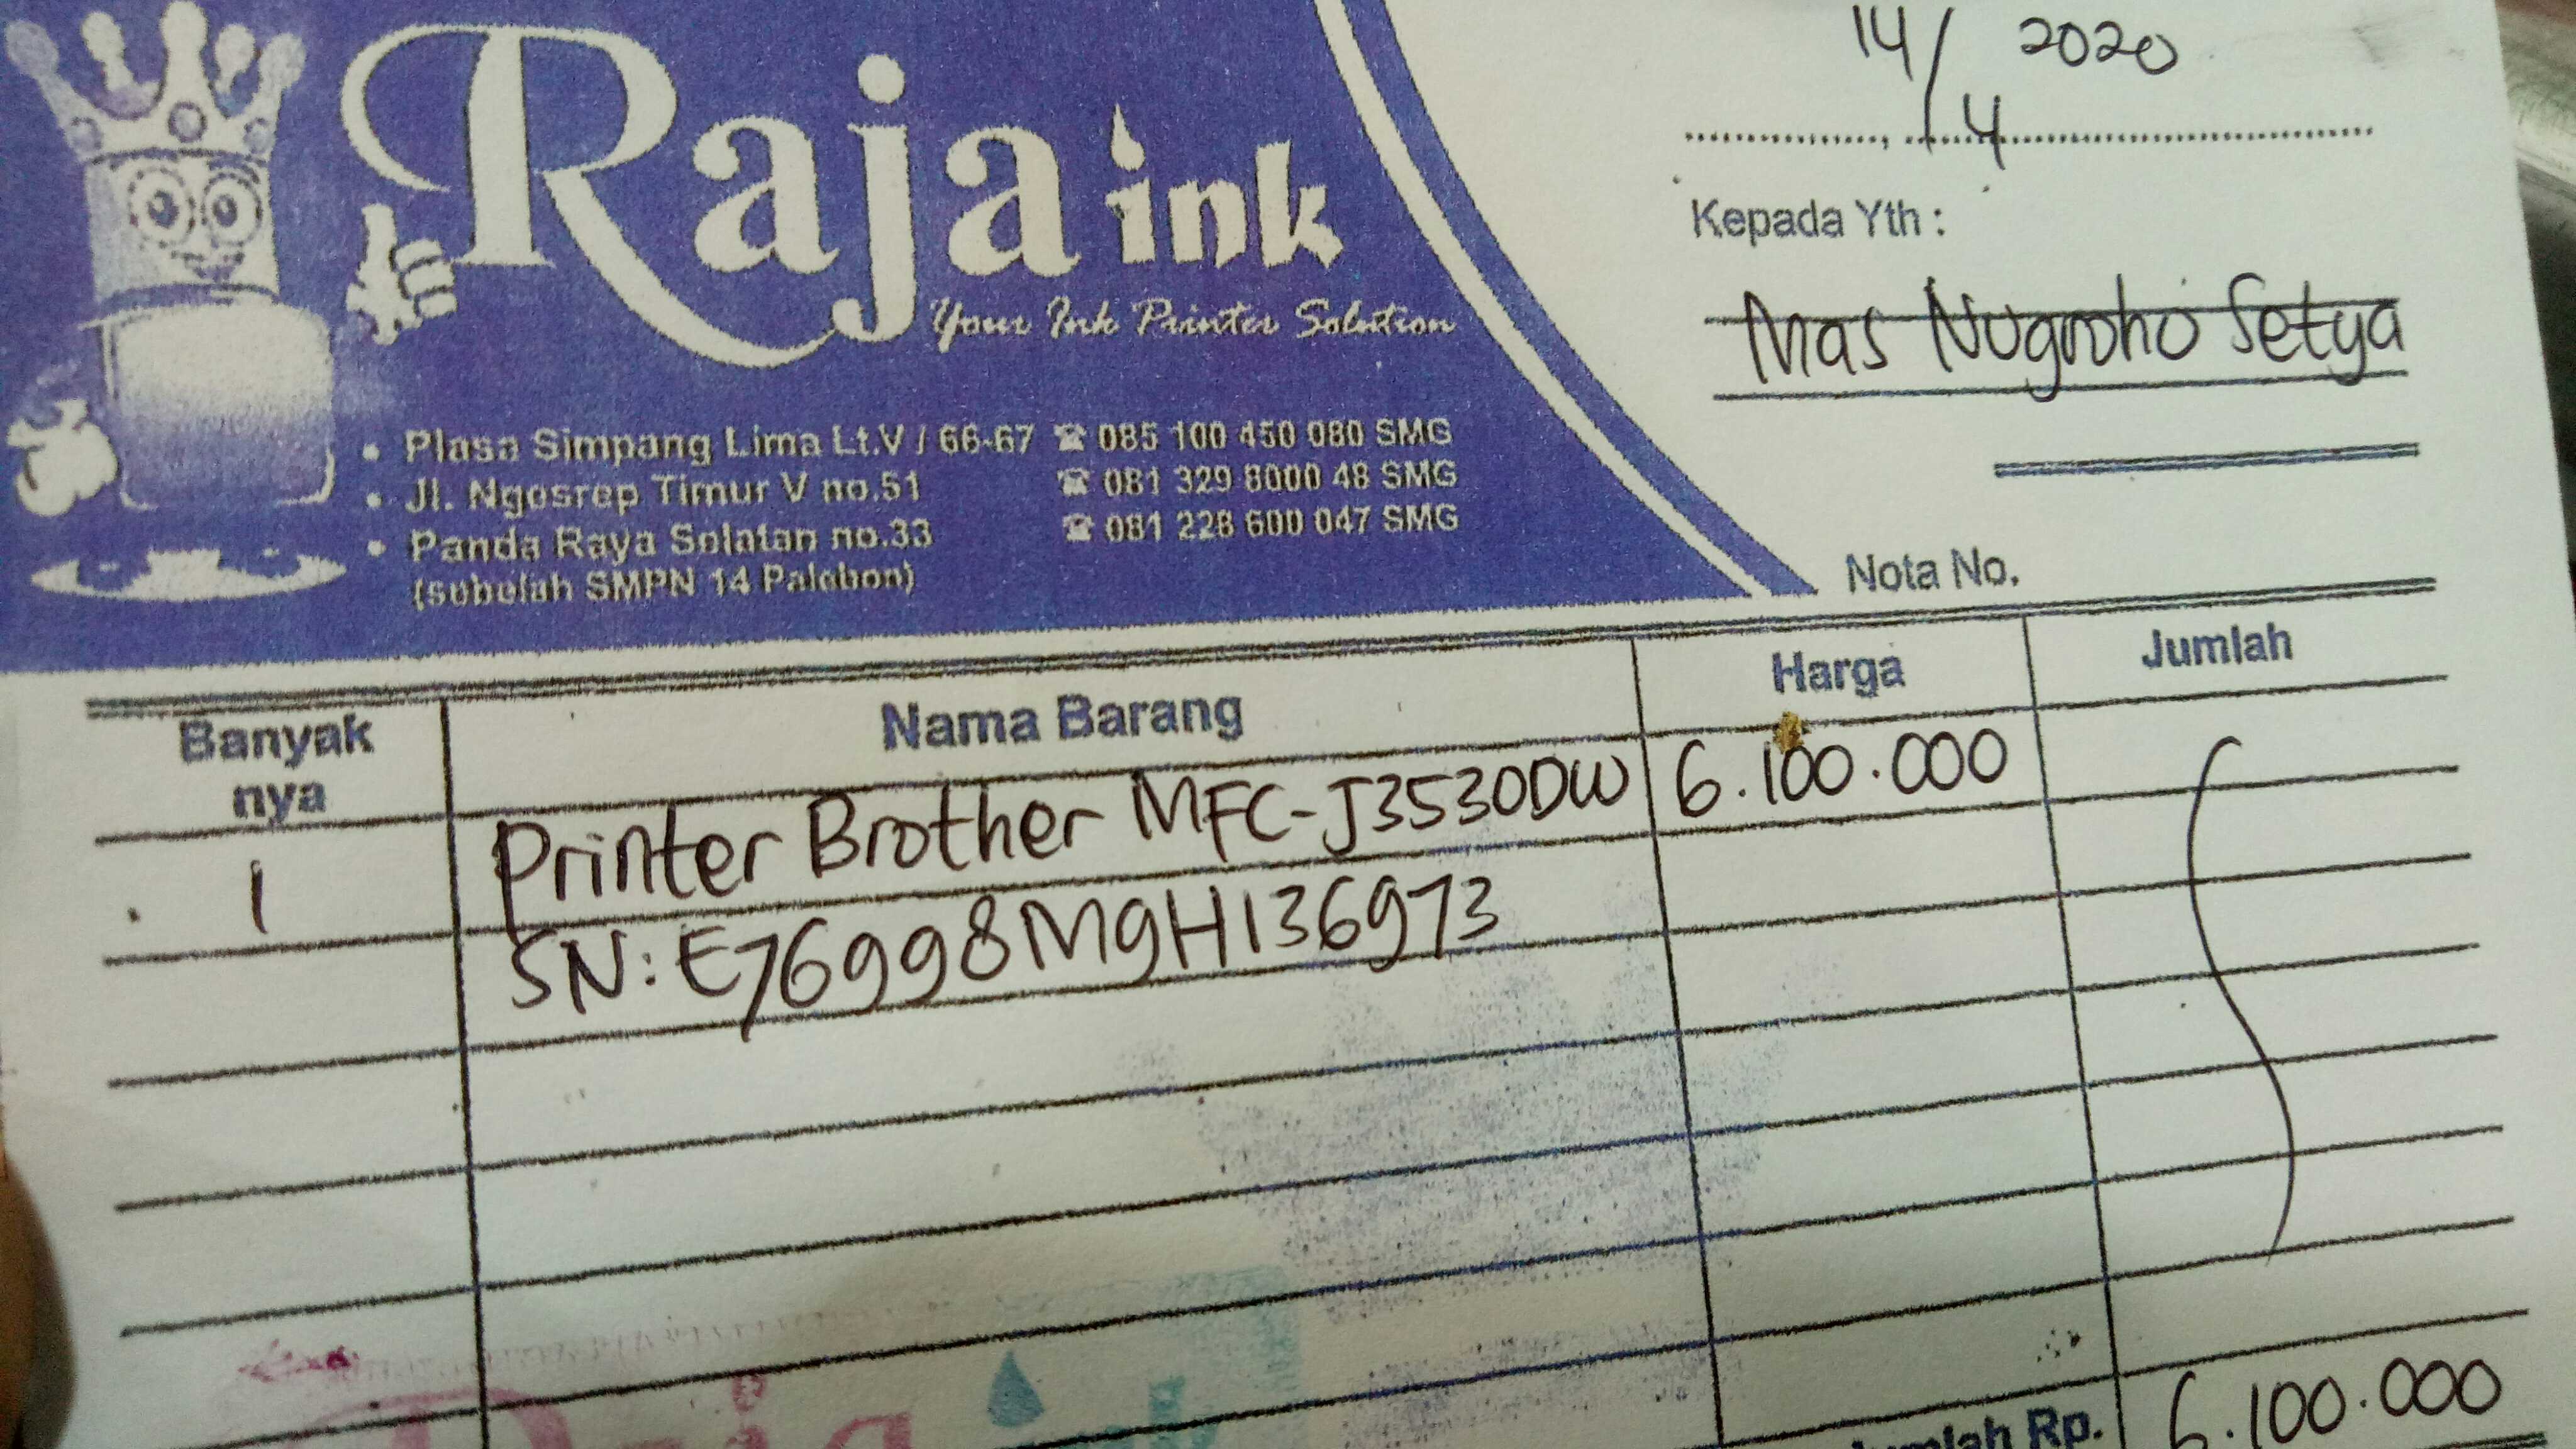 Raja ink
Your Ink Printer Solution
• Plasa Simpang Lima Lt.V / 66-67 ☎ 085 100 450 080 SMG
• Jl. Ngesrep Timur V no.51 ☎ 081 329 8000 48 SMG
• Panda Raya Selatan no.33 ☎ 081 228 600 047 SMG
(sebelah SMPN 14 Palebon)
14/4 2020
Kepada Yth :
Mas Nugroho Setya
Nota No.
Banyak nya Nama Barang Harga Jumlah
1 Printer Brother MFC-J3530DW 6.100.000
SN: E76998M9H136973
Raja
Jumlah Rp. 6.100.000